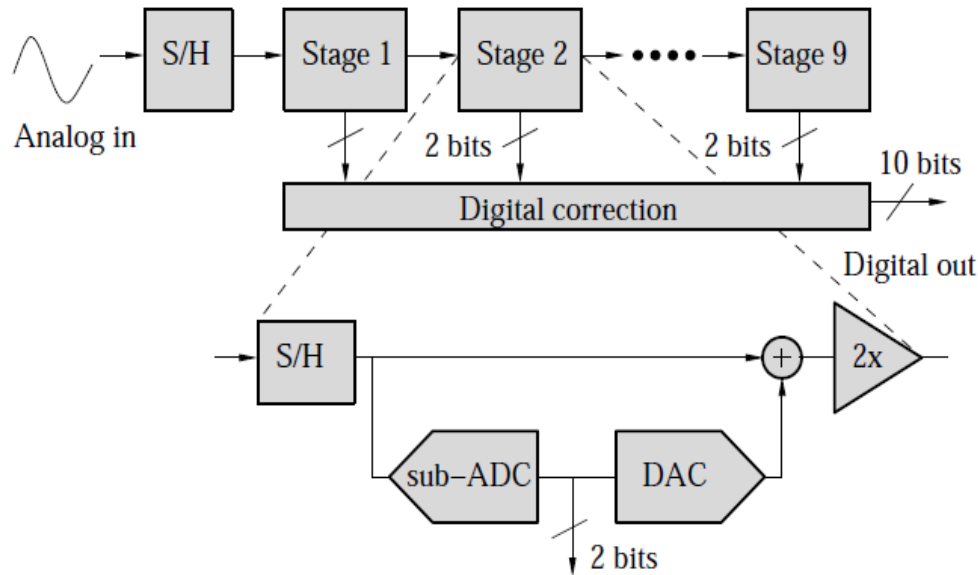 S/H
Stage 1
Stage 2
Stage 9
Analog in
2 bits
2 bits
10 bits
Digital correction
Digital out
S/H
+
2x
sub–ADC
DAC
2 bits